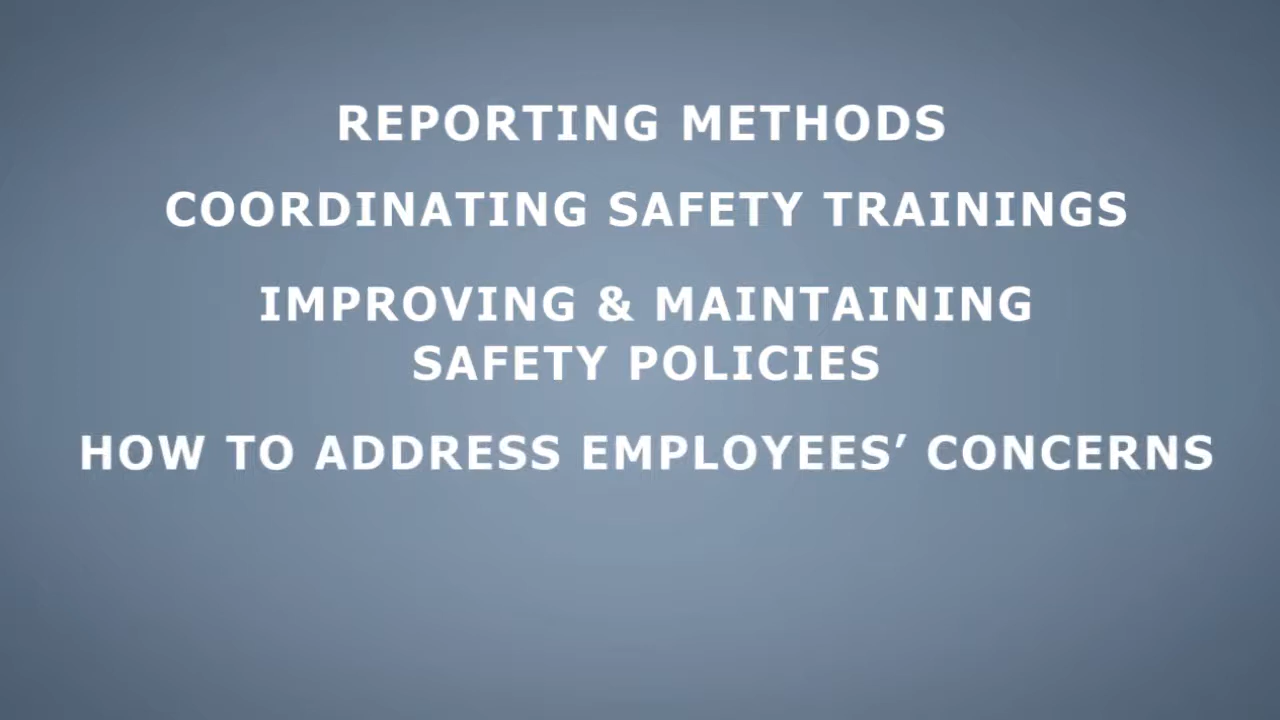 REPORTING METHODS
COORDINATING SAFETY TRAININGS
IMPROVING & MAINTAINING
SAFETY POLICIES
HOW TO ADDRESS EMPLOYEES’ CONCERNS